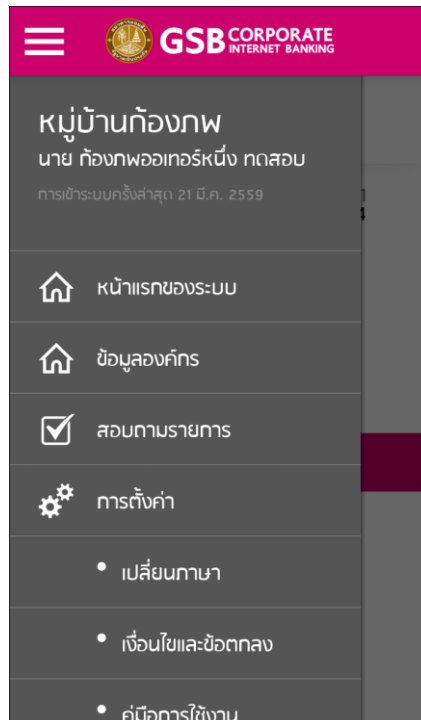 GSB CORPORATE
INTERNET BANKING
หมู่บ้านก้องภพ
นาย ก้องภพออเทอร์หนึ่ง ทดสอบ
การเข้าระบบครั้งล่าสุด 21 มี.ค. 2559
หน้าแรกของระบบ
ข้อมูลองค์กร
สอบถามรายการ
การตั้งค่า
เปลี่ยนภาษา
เงื่อนไขและข้อตกลง
คู่มือการใช้งาน